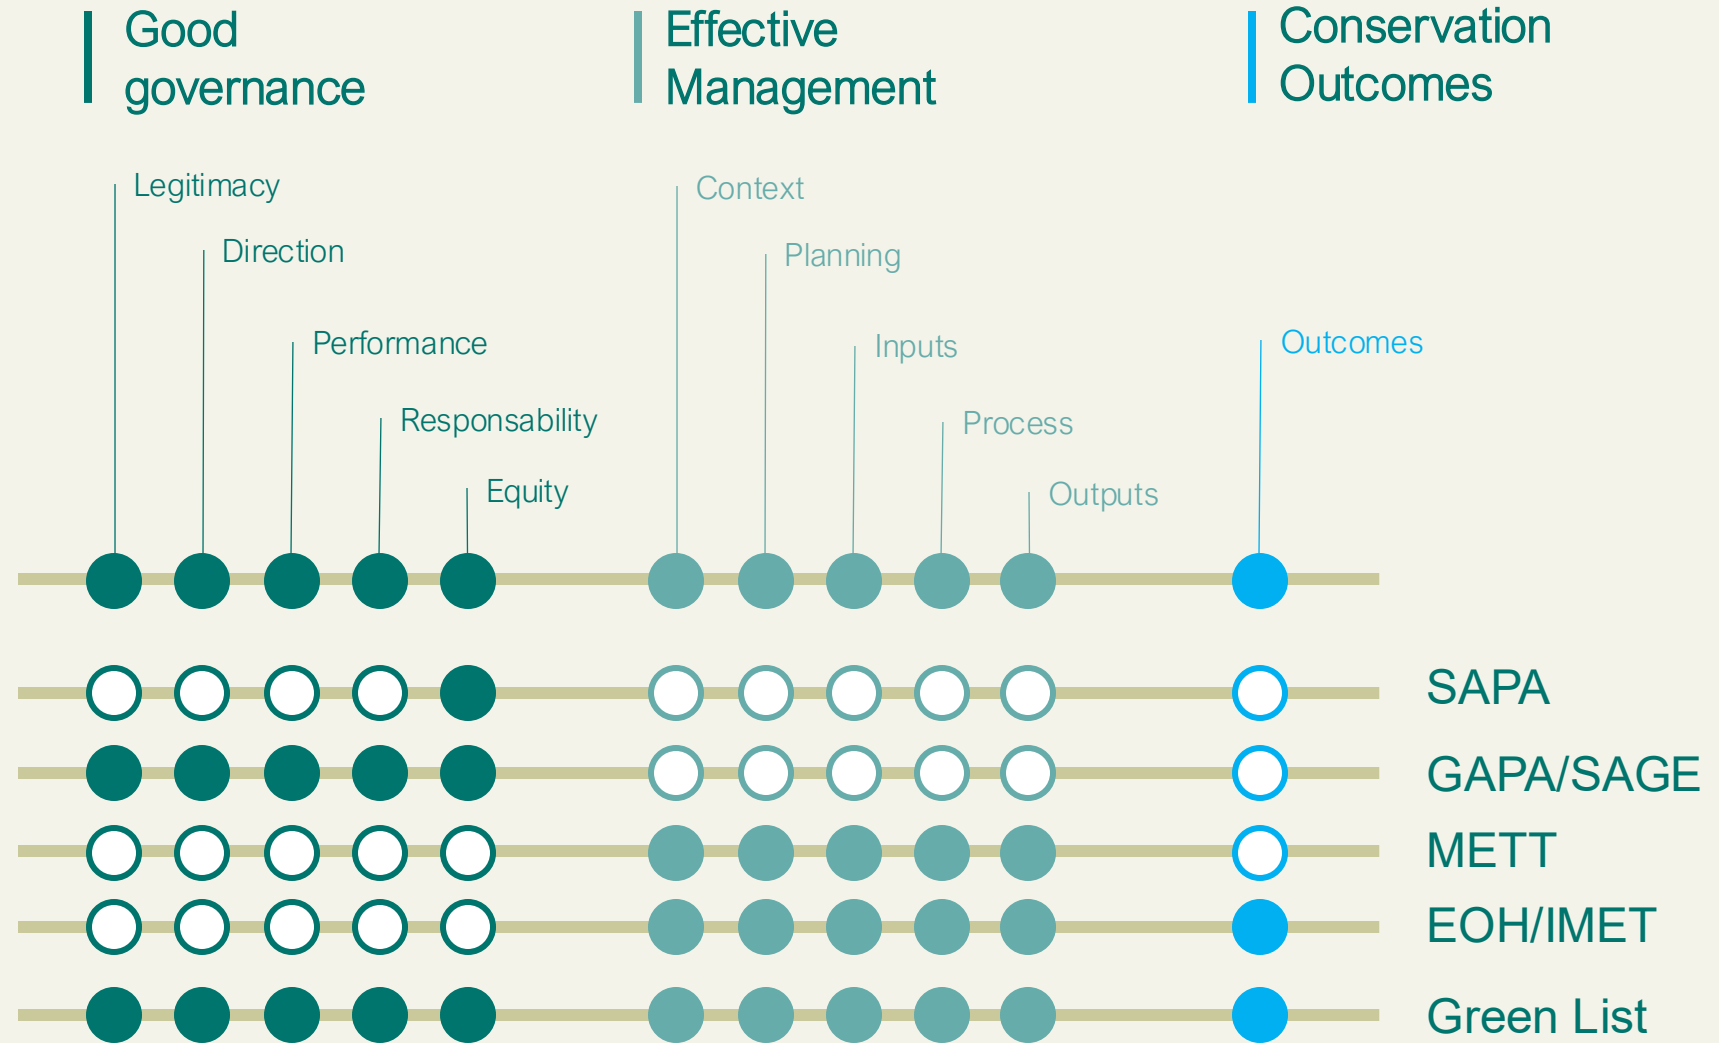 Good
governance
Effective
Management
Conservation
Outcomes
Legitimacy
Direction
Performance
Responsability
Equity
Context
Planning
Inputs
Process
Outputs
Outcomes
SAPA
GAPA/SAGE
METT
EOH/IMET
Green List